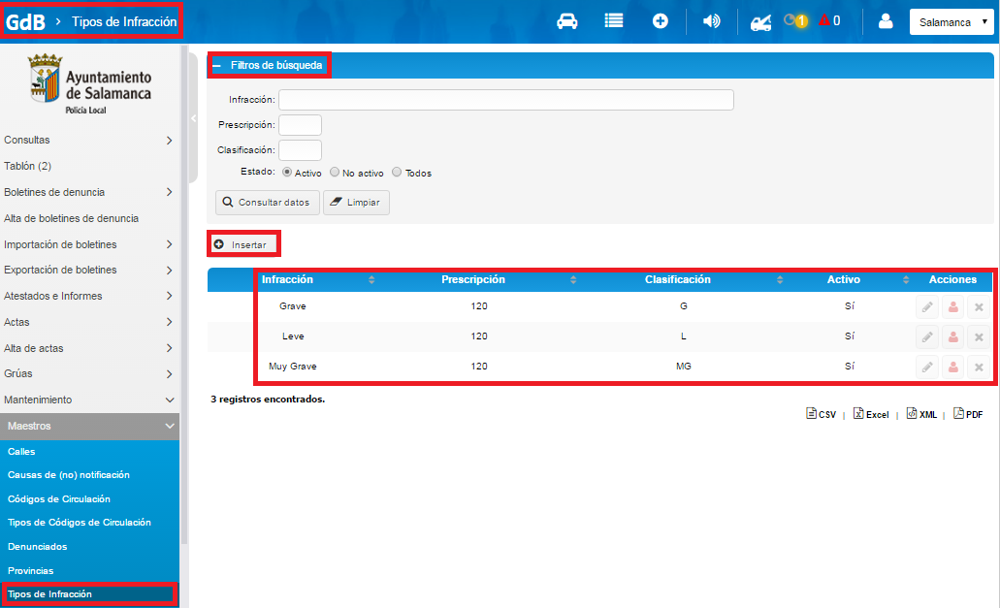 GdB > Tipos de Infracción
1 0 Salamanca
Ayuntamiento
de Salamanca
Policía Local
Consultas
Tablón (2)
Boletines de denuncia
Alta de boletines de denuncia
Importación de boletines
Exportación de boletines
Atestados e Informes
Actas
Alta de actas
Grúas
Mantenimiento
Maestros
Calles
Causas de (no) notificación
Códigos de Circulación
Tipos de Códigos de Circulación
Denunciados
Provincias
Tipos de Infracción
Filtros de búsqueda
Infracción:
Prescripción:
Clasificación:
Estado: Activo No activo Todos
Consultar datos Limpiar
Insertar
Infracción Prescripción Clasificación Activo Acciones
Grave 120 G Sí
Leve 120 L Sí
Muy Grave 120 MG Sí
3 registros encontrados.
CSV | Excel | XML | PDF